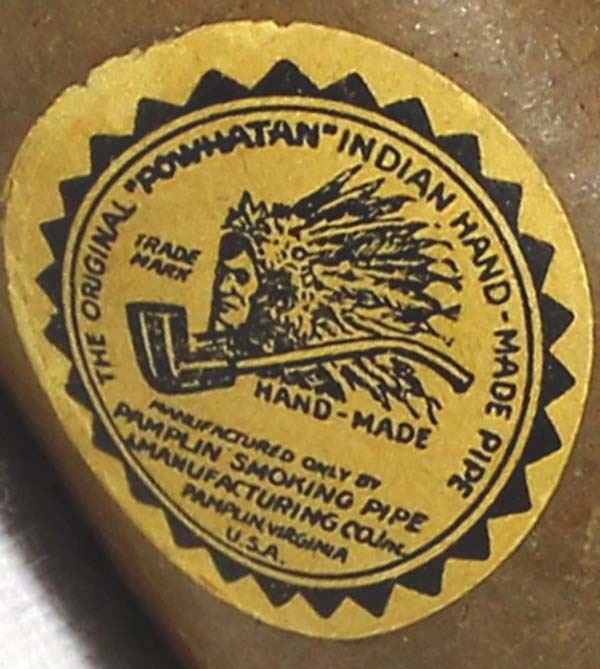 THE ORIGINAL "POWHATAN" INDIAN HAND-MADE PIPE
TRADE
MARK
HAND-MADE
MANUFACTURED ONLY BY
PAMPLIN SMOKING PIPE
&MANUFACTURING CO., INC.
PAMPLIN, VIRGINIA
U.S.A.